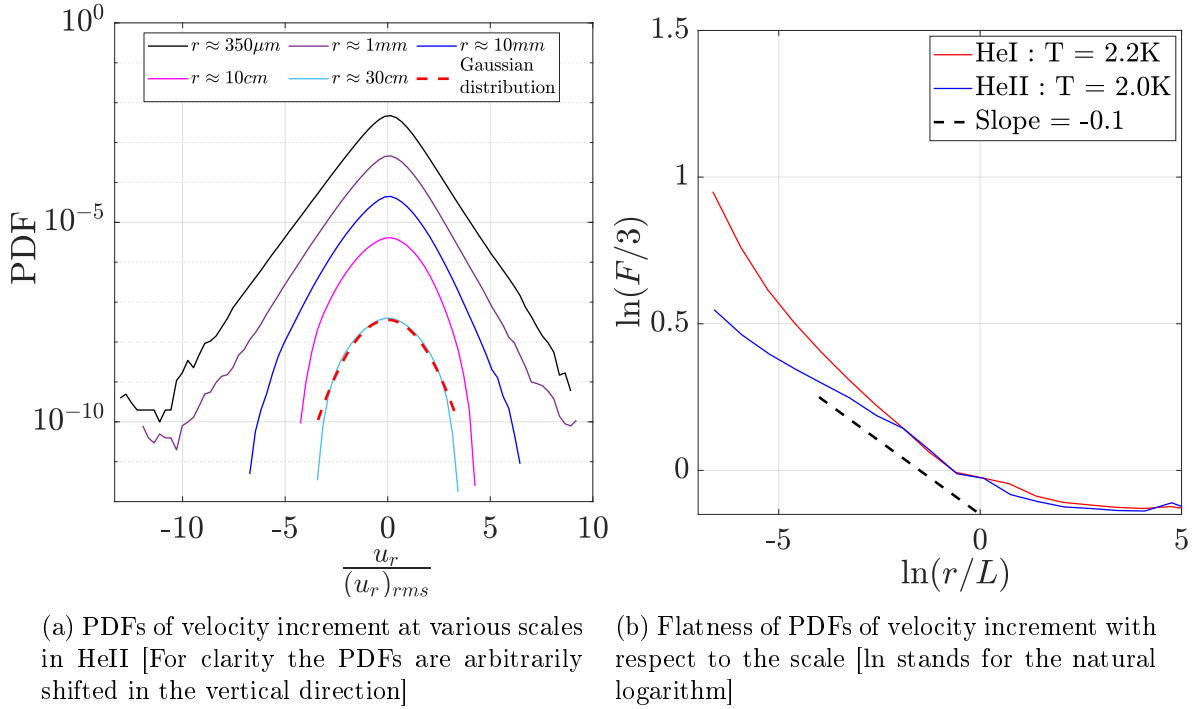 10^0
r ≈ 350μm r ≈ 1mm r ≈ 10mm
r ≈ 10cm r ≈ 30cm Gaussian
distribution
PDF
10^-5
10^-10
-10 -5 0 5 10
u_r
(u_r)_rms
1.5
HeI : T = 2.2K
HeII : T = 2.0K
Slope = -0.1
1
ln(F/3)
0.5
0
-5 0 5
ln(r/L)
(a) PDFs of velocity increment at various scales
in HeII [For clarity the PDFs are arbitrarily
shifted in the vertical direction]
(b) Flatness of PDFs of velocity increment with
respect to the scale [ln stands for the natural
logarithm]